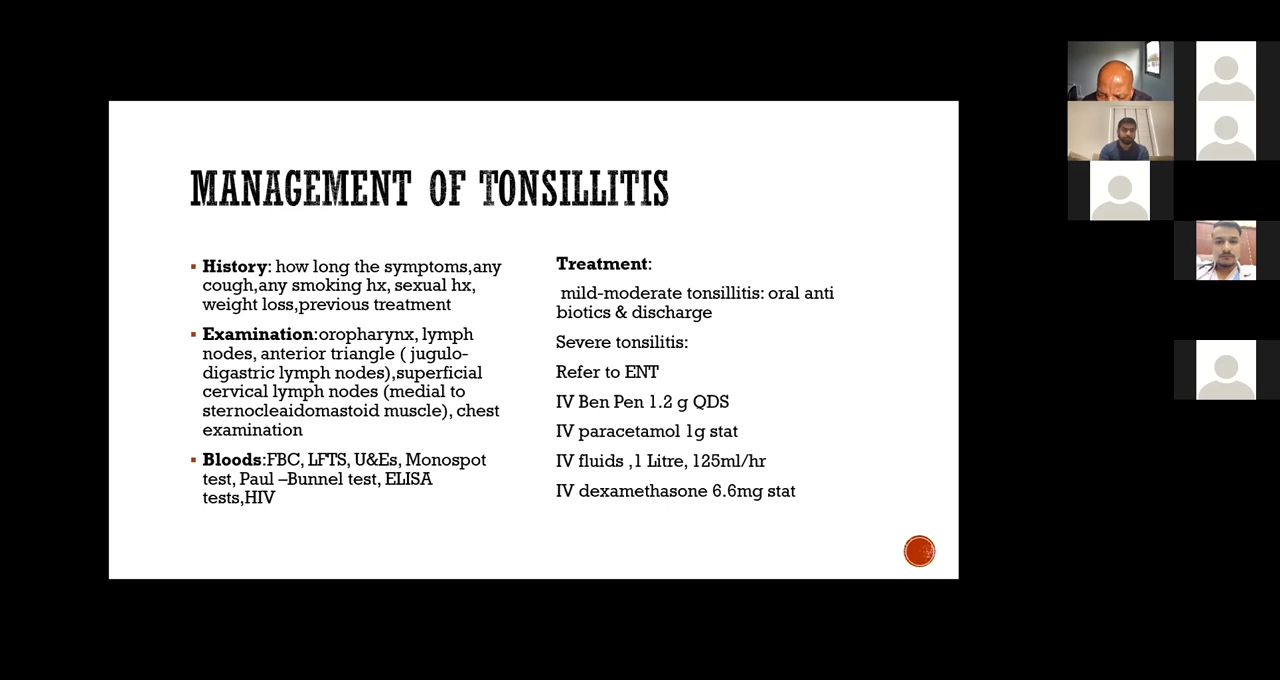 MANAGEMENT OF TONSILLITIS
History: how long the symptoms,any
cough,any smoking hx, sexual hx,
weight loss,previous treatment
Examination:oropharynx, lymph
nodes, anterior triangle ( jugulo-
digastric lymph nodes),superficial
cervical lymph nodes (medial to
sternocleaidomastoid muscle), chest
examination
Bloods:FBC, LFTS, U&Es, Monospot
test, Paul –Bunnel test, ELISA
tests,HIV
Treatment:
mild-moderate tonsillitis: oral anti
biotics & discharge
Severe tonsilitis:
Refer to ENT
IV Ben Pen 1.2 g QDS
IV paracetamol 1g stat
IV fluids ,1 Litre, 125ml/hr
IV dexamethasone 6.6mg stat